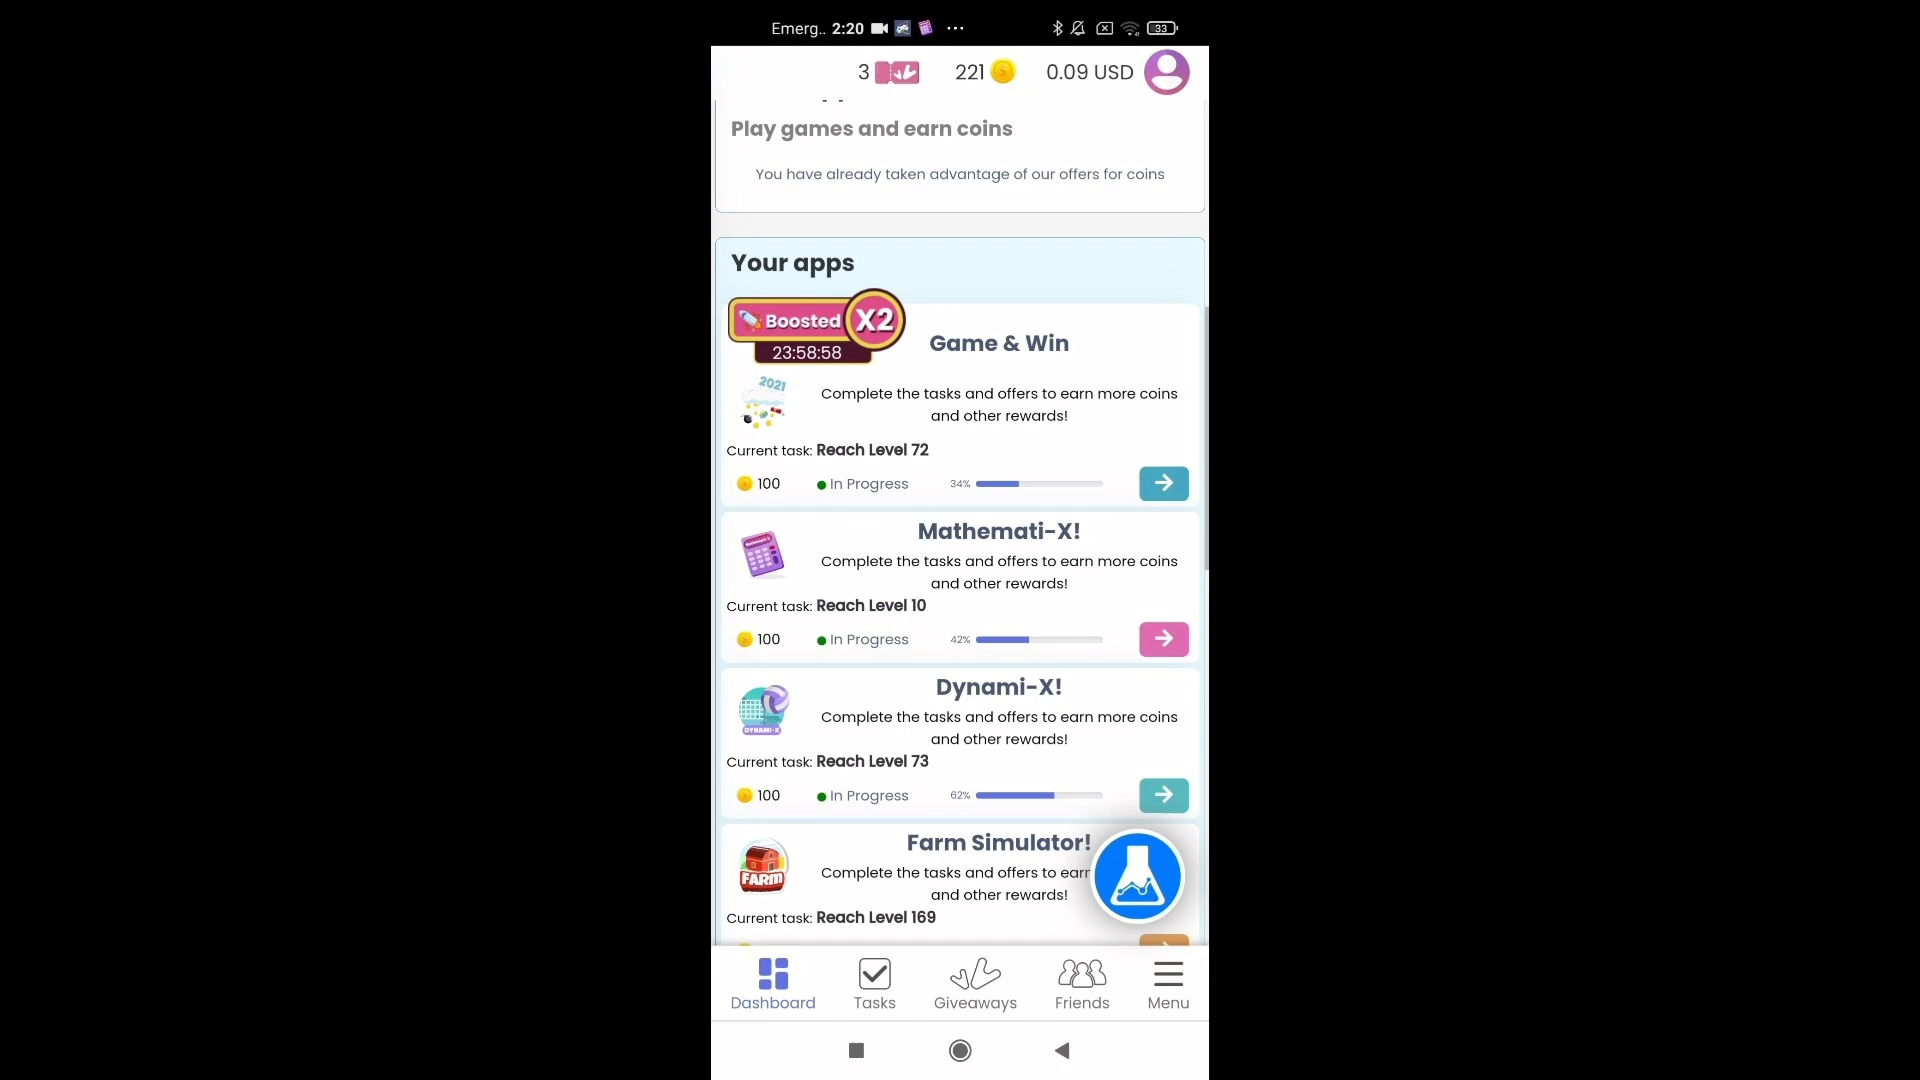 Emerg.. 2:20 33
3 221 0.09 USD
Play games and earn coins
You have already taken advantage of our offers for coins
Your apps
Boosted X2
23:58:58
Game & Win
2021
Complete the tasks and offers to earn more coins
and other rewards!
Current task: Reach Level 72
100 In Progress 34%
Mathemati-X!
Complete the tasks and offers to earn more coins
and other rewards!
Current task: Reach Level 10
100 In Progress 42%
Dynami-X!
DYNAMI-X
Complete the tasks and offers to earn more coins
and other rewards!
Current task: Reach Level 73
100 In Progress 62%
Farm Simulator!
FARM
Complete the tasks and offers to earn
and other rewards!
Current task: Reach Level 169
Dashboard Tasks Giveaways Friends Menu